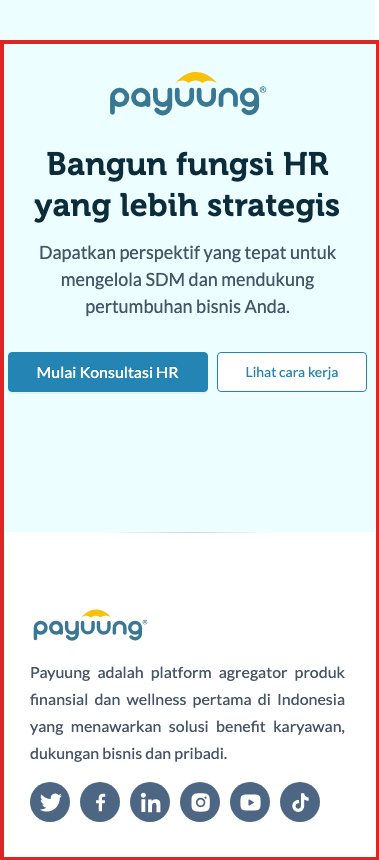 payuung®
Bangun fungsi HR
yang lebih strategis
Dapatkan perspektif yang tepat untuk
mengelola SDM dan mendukung
pertumbuhan bisnis Anda.
Mulai Konsultasi HR
Lihat cara kerja
payuung®
Payuung adalah platform agregator produk
finansial dan wellness pertama di Indonesia
yang menawarkan solusi benefit karyawan,
dukungan bisnis dan pribadi.